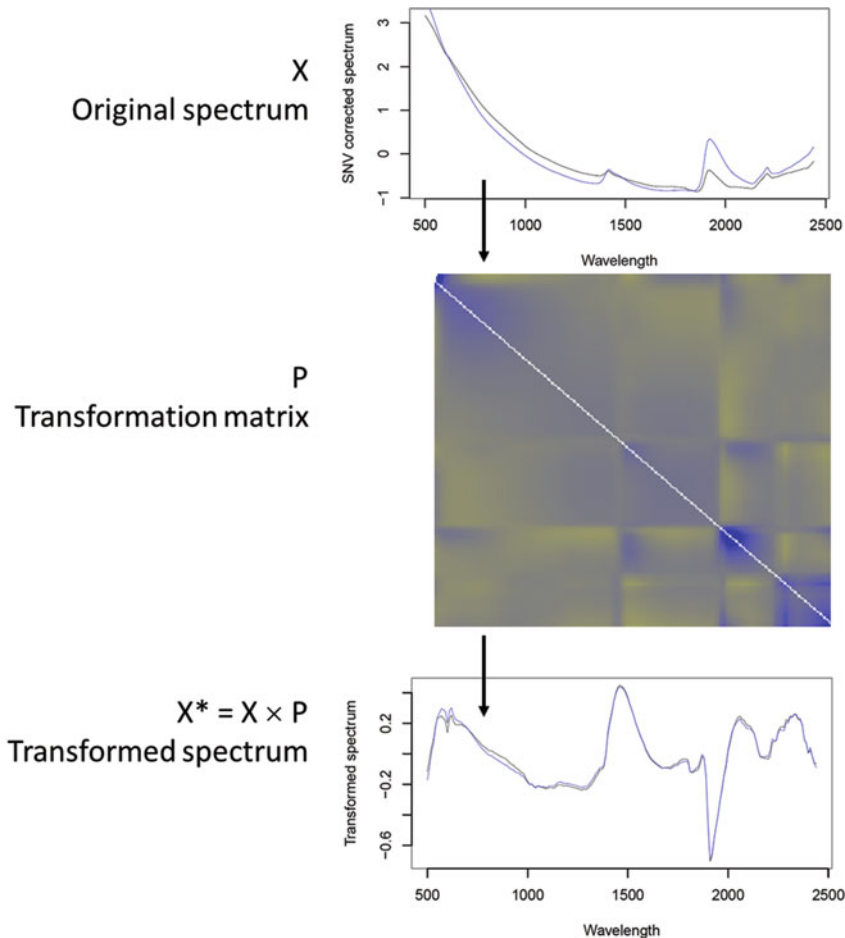 X
Original spectrum
SNV corrected spectrum
3
2
1
0
−1
500
1000
1500
2000
2500
Wavelength
P
Transformation matrix
X* = X × P
Transformed spectrum
Transformed spectrum
0.2
−0.2
−0.6
500
1000
1500
2000
2500
Wavelength